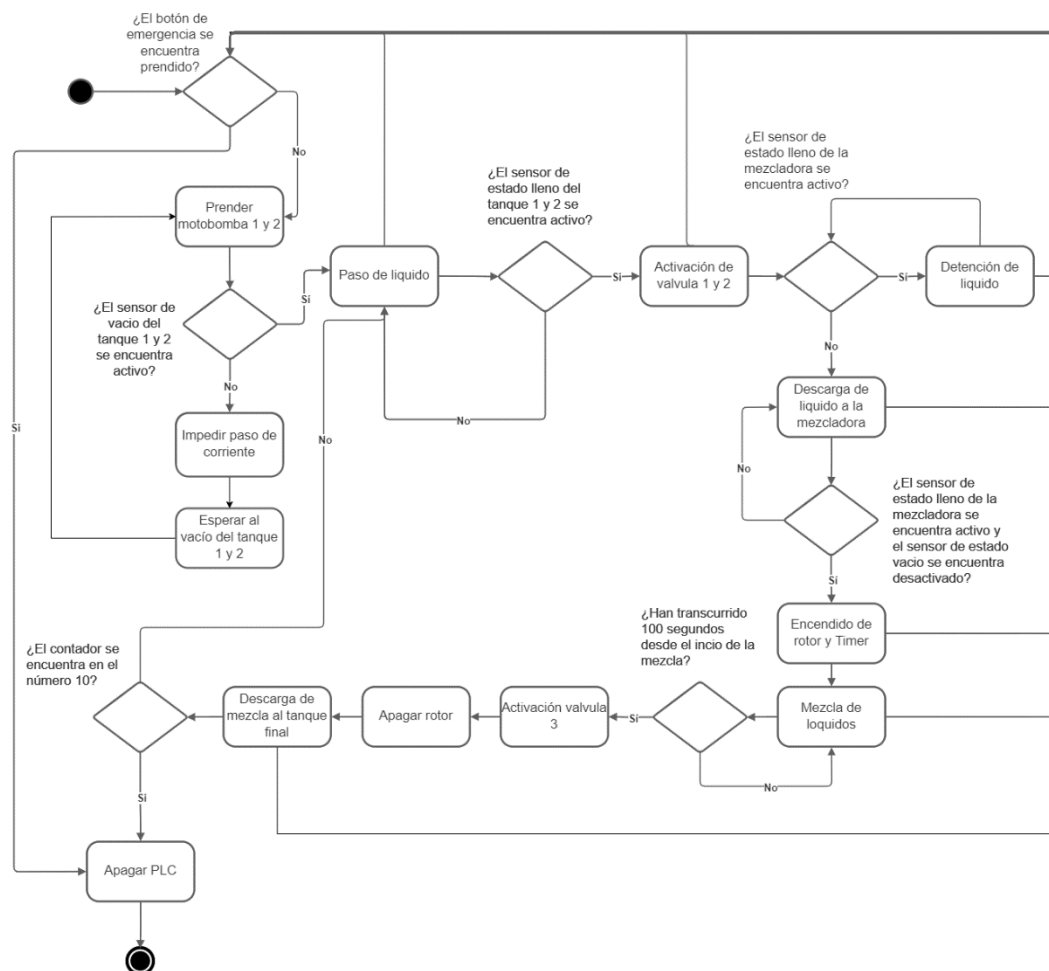 ¿El botón de
emergencia se
encuentra
prendido?
No
Si
Prender
motobomba 1 y 2
¿El sensor de
vacio del
tanque 1 y 2
se encuentra
activo?
Sí
No
Impedir paso de
corriente
Esperar al
vacío del tanque
1 y 2
Paso de liquido
¿El sensor de
estado lleno del
tanque 1 y 2 se
encuentra activo?
Si
No
Activación de
valvula 1 y 2
¿El sensor de
estado lleno de la
mezcladora se
encuentra activo?
Si
Detención de
liquido
No
Descarga de
liquido a la
mezcladora
No
¿El sensor de
estado lleno de la
mezcladora se
encuentra activo y
el sensor de estado
vacio se encuentra
desactivado?
Si
Encendido de
rotor y Timer
Mezcla de
loquidos
¿Han transcurrido
100 segundos
desde el incio de la
mezcla?
Si
No
Activación valvula
3
Apagar rotor
Descarga de
mezcla al tanque
final
¿El contador se
encuentra en el
número 10?
No
Si
Apagar PLC